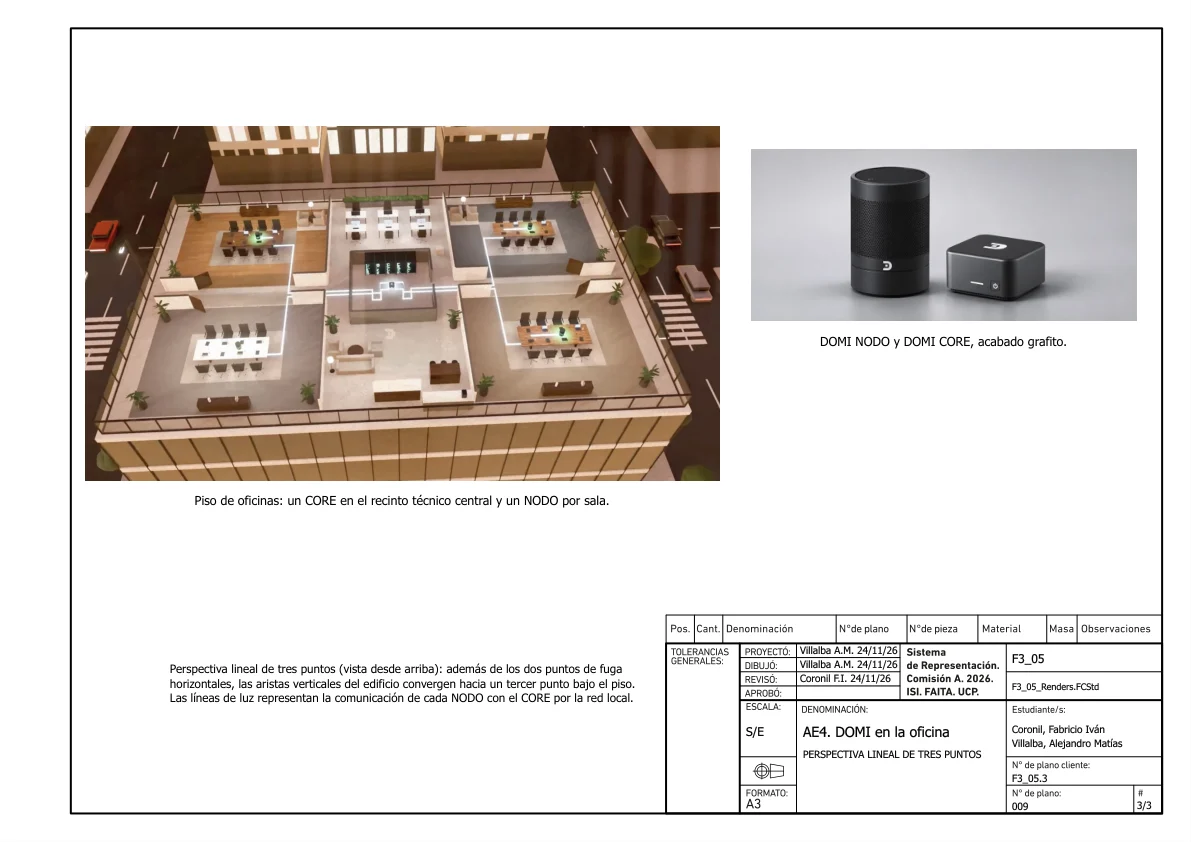 Piso de oficinas: un CORE en el recinto técnico central y un NODO por sala.
DOMI NODO y DOMI CORE, acabado grafito.
Perspectiva lineal de tres puntos (vista desde arriba): además de los dos puntos de fuga
horizontales, las aristas verticales del edificio convergen hacia un tercer punto bajo el piso.
Las líneas de luz representan la comunicación de cada NODO con el CORE por la red local.
Pos. Cant. Denominación N°de plano N°de pieza Material Masa Observaciones
TOLERANCIAS
GENERALES:
PROYECTÓ: Villalba A.M. 24/11/26
DIBUJÓ: Villalba A.M. 24/11/26
REVISÓ: Coronil F.I. 24/11/26
APROBÓ:
Sistema
de Representación.
Comisión A. 2026.
ISI. FAITA. UCP.
F3_05
F3_05_Renders.FCStd
ESCALA:
S/E
DENOMINACIÓN:
AE4. DOMI en la oficina
PERSPECTIVA LINEAL DE TRES PUNTOS
Estudiante/s:
Coronil, Fabricio Iván
Villalba, Alejandro Matías
N° de plano cliente:
F3_05.3
FORMATO:
A3
N° de plano:
009
#
3/3